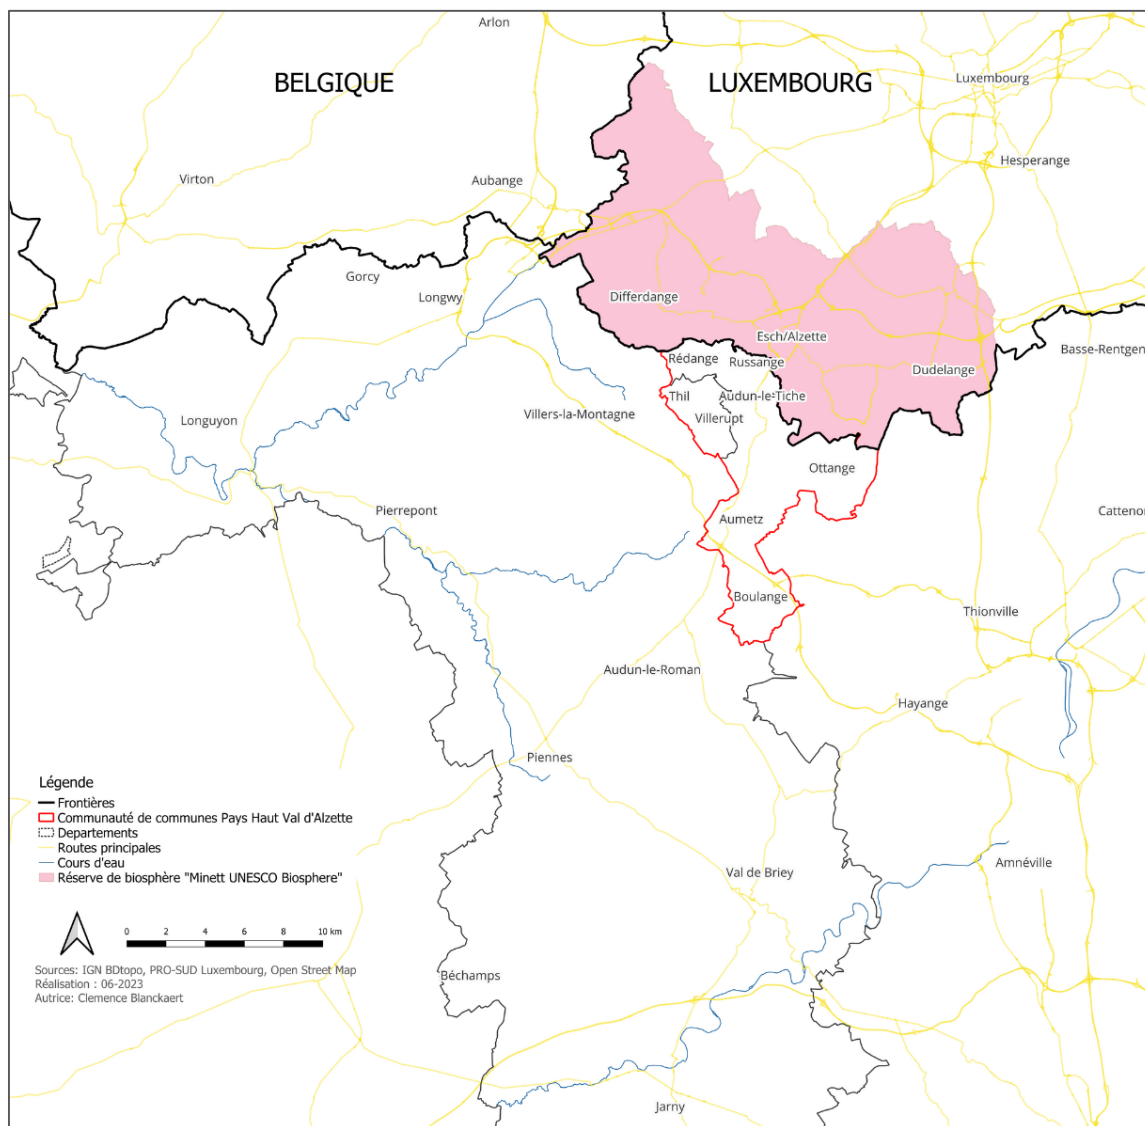 Arlon
BELGIQUE
LUXEMBOURG
Luxembourg
Hesperange
Virton
Aubange
Gorcy
Longwy
Differdange
Esch/Alzette
Basse-Rentgen
Rédange
Russange
Dudelange
Thil
Audun-le-Tiche
Villers-la-Montagne
Villerupt
Longuyon
Ottange
Pierrepont
Aumetz
Cattenom
Boulange
Thionville
Audun-le-Roman
Hayange
Piennes
Légende
Frontières
Communauté de communes Pays Haut Val d'Alzette
Departements
Routes principales
Cours d'eau
Réserve de biosphère "Minett UNESCO Biosphere"
Val de Briey
Amnéville
0 2 4 6 8 10 km
Sources: IGN BDtopo, PRO-SUD Luxembourg, Open Street Map
Réalisation : 06-2023
Autrice: Clemence Blanckaert
Béchamps
Jarny